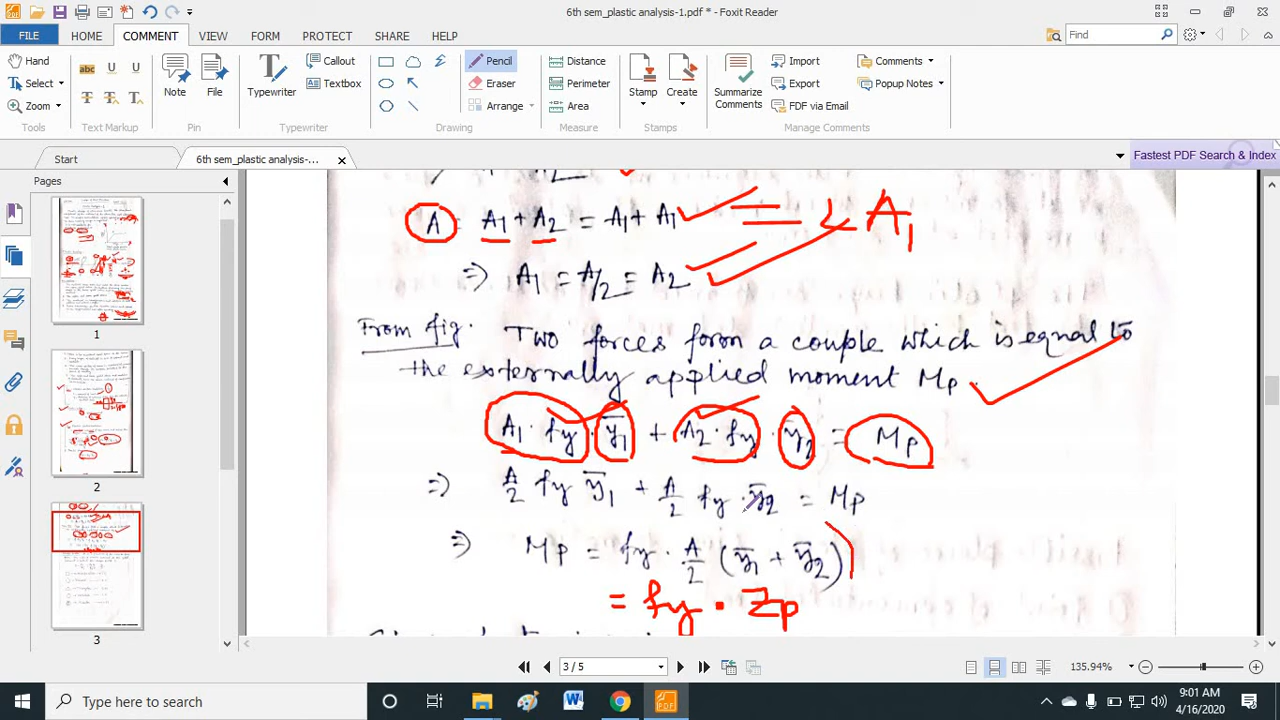 6th sem_plastic analysis-1.pdf * - Foxit Reader
FILE HOME COMMENT VIEW FORM PROTECT SHARE HELP
Find
Hand
Select
Zoom
Tools
Text Markup
Note
File
Pin
Typewriter
Callout
Textbox
Typewriter
Pencil
Eraser
Arrange
Drawing
Distance
Perimeter
Area
Measure
Stamp
Create
Stamps
Summarize
Comments
Import
Export
FDF via Email
Comments
Popup Notes
Manage Comments
Start
6th sem_plastic analysis-...
Fastest PDF Search & Index
Pages
1
2
3
A = A1 + A2 = A1 + A1
A1
=> A1 = A/2 = A2
From fig. Two forces form a couple which is equal to
the externally applied moment Mp.
A1 · fy · ȳ1 + A2 · fy · ȳ2 = Mp
=> A/2 fy ȳ1 + A/2 fy · ȳ2 = Mp
=> Mp = fy · A/2 (ȳ1 + ȳ2)
= fy · Zp
3 / 5
135.94%
Type here to search
9:01 AM
4/16/2020